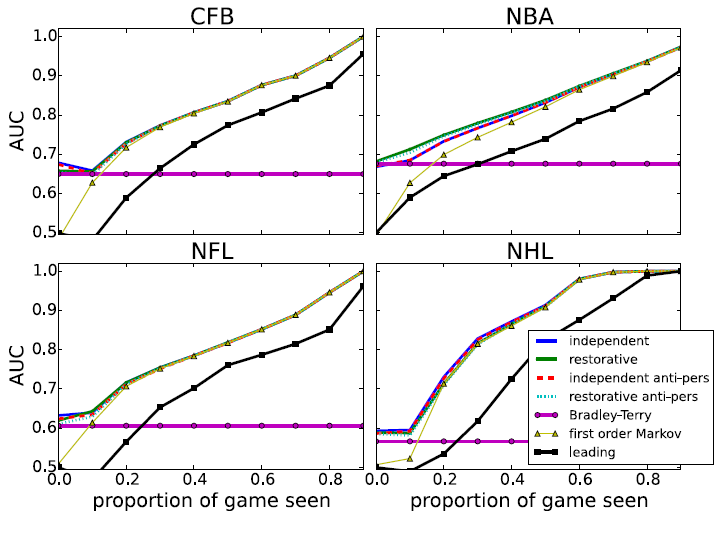 CFB
NBA
1.0
0.9
0.8
0.7
0.6
0.5
AUC
NFL
NHL
1.0
0.9
0.8
0.7
0.6
0.5
AUC
independent
restorative
independent anti-pers
restorative anti-pers
Bradley-Terry
first order Markov
leading
0.0 0.2 0.4 0.6 0.8 0.0 0.2 0.4 0.6 0.8
proportion of game seen proportion of game seen